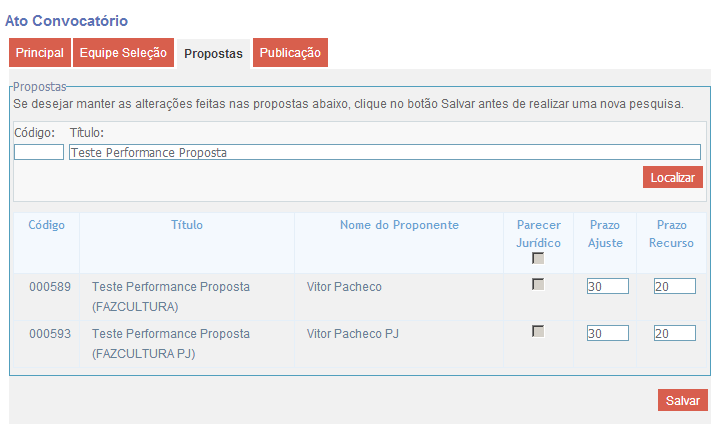 Ato Convocatório
Principal Equipe Seleção Propostas Publicação
Propostas
Se desejar manter as alterações feitas nas propostas abaixo, clique no botão Salvar antes de realizar uma nova pesquisa.
Código: Título:
Teste Performance Proposta
Localizar
Código Título Nome do Proponente Parecer Prazo Prazo
Jurídico Ajuste Recurso
000589 Teste Performance Proposta Vitor Pacheco 30 20
(FAZCULTURA)
000593 Teste Performance Proposta Vitor Pacheco PJ 30 20
(FAZCULTURA PJ)
Salvar